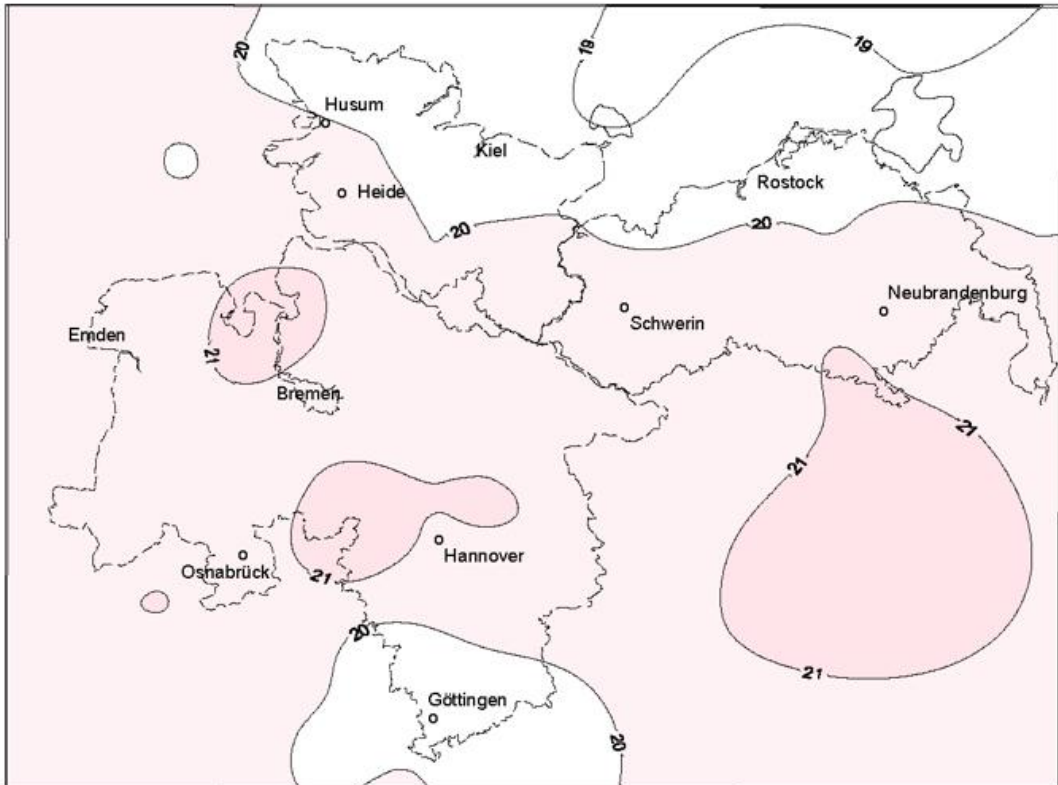 20
19
19
Husum
Kiel
Heide
Rostock
20
20
Emden
21
Schwerin
Neubrandenburg
Bremen
21
21
Hannover
Osnabrück
21
20
21
Göttingen
20